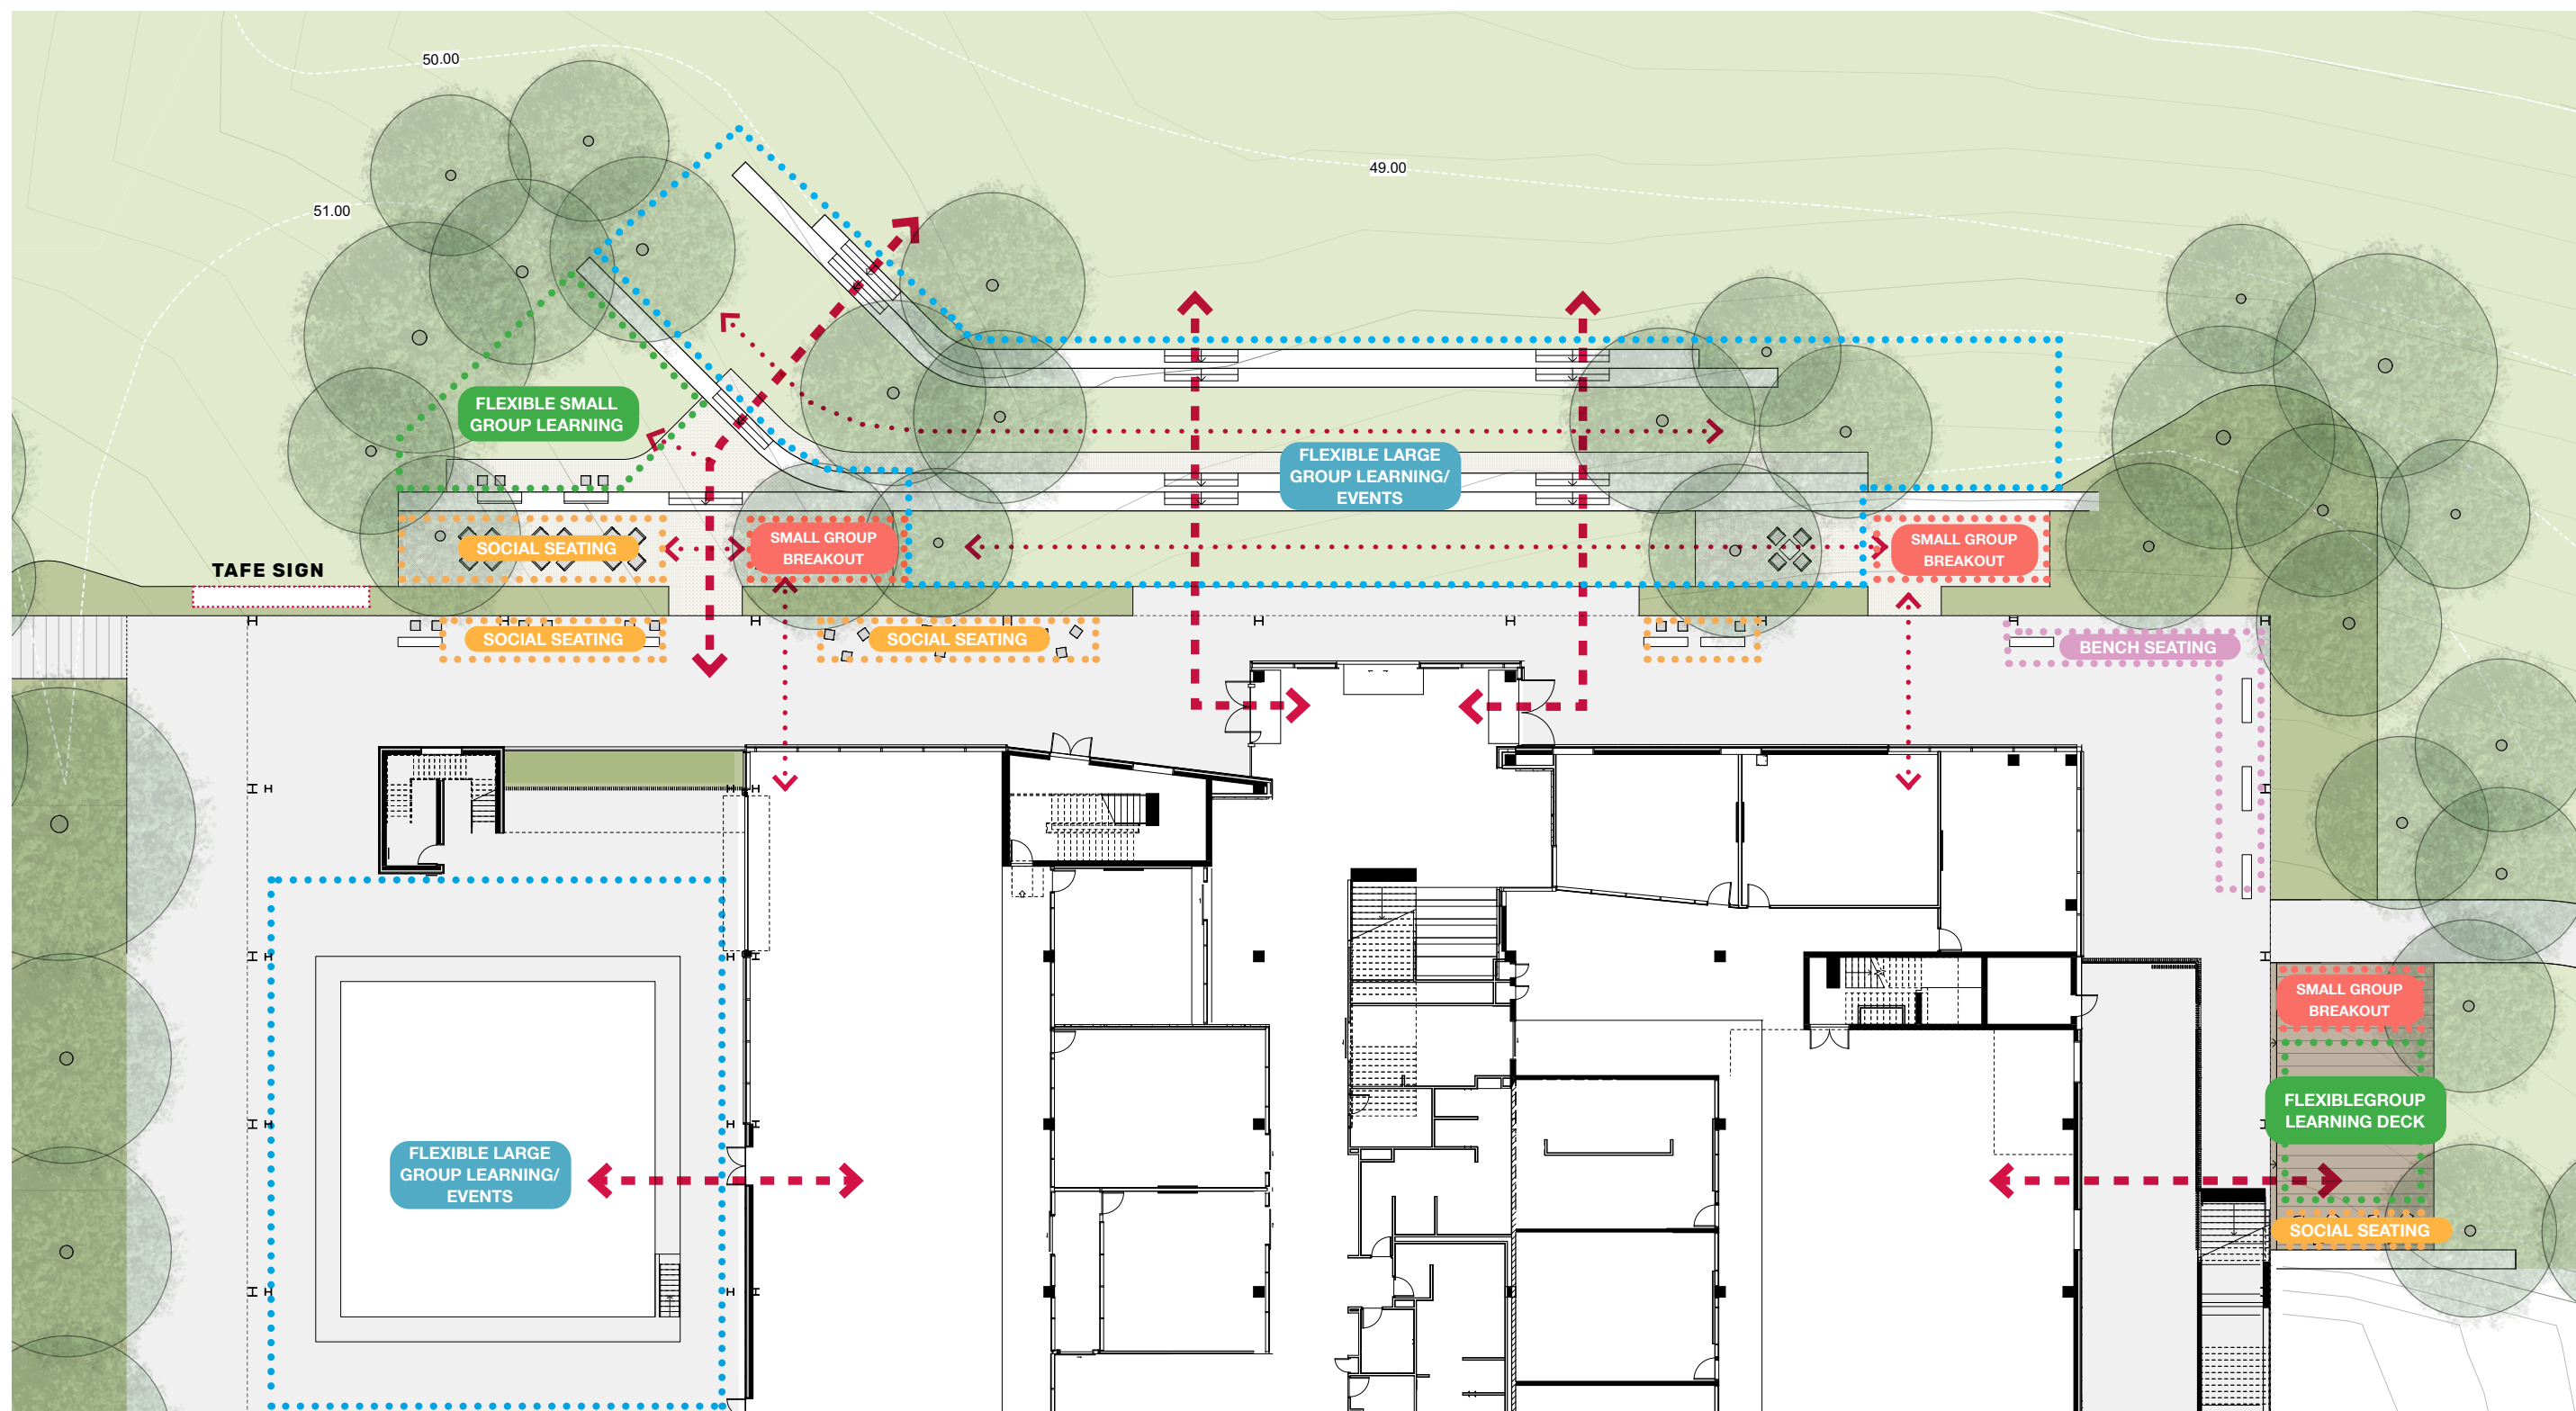 50.00
49.00
51.00
FLEXIBLE SMALL
GROUP LEARNING
FLEXIBLE LARGE
GROUP LEARNING/
EVENTS
SOCIAL SEATING
SMALL GROUP
BREAKOUT
SMALL GROUP
BREAKOUT
TAFE SIGN
SOCIAL SEATING
SOCIAL SEATING
BENCH SEATING
SMALL GROUP
BREAKOUT
FLEXIBLEGROUP
LEARNING DECK
FLEXIBLE LARGE
GROUP LEARNING/
EVENTS
SOCIAL SEATING